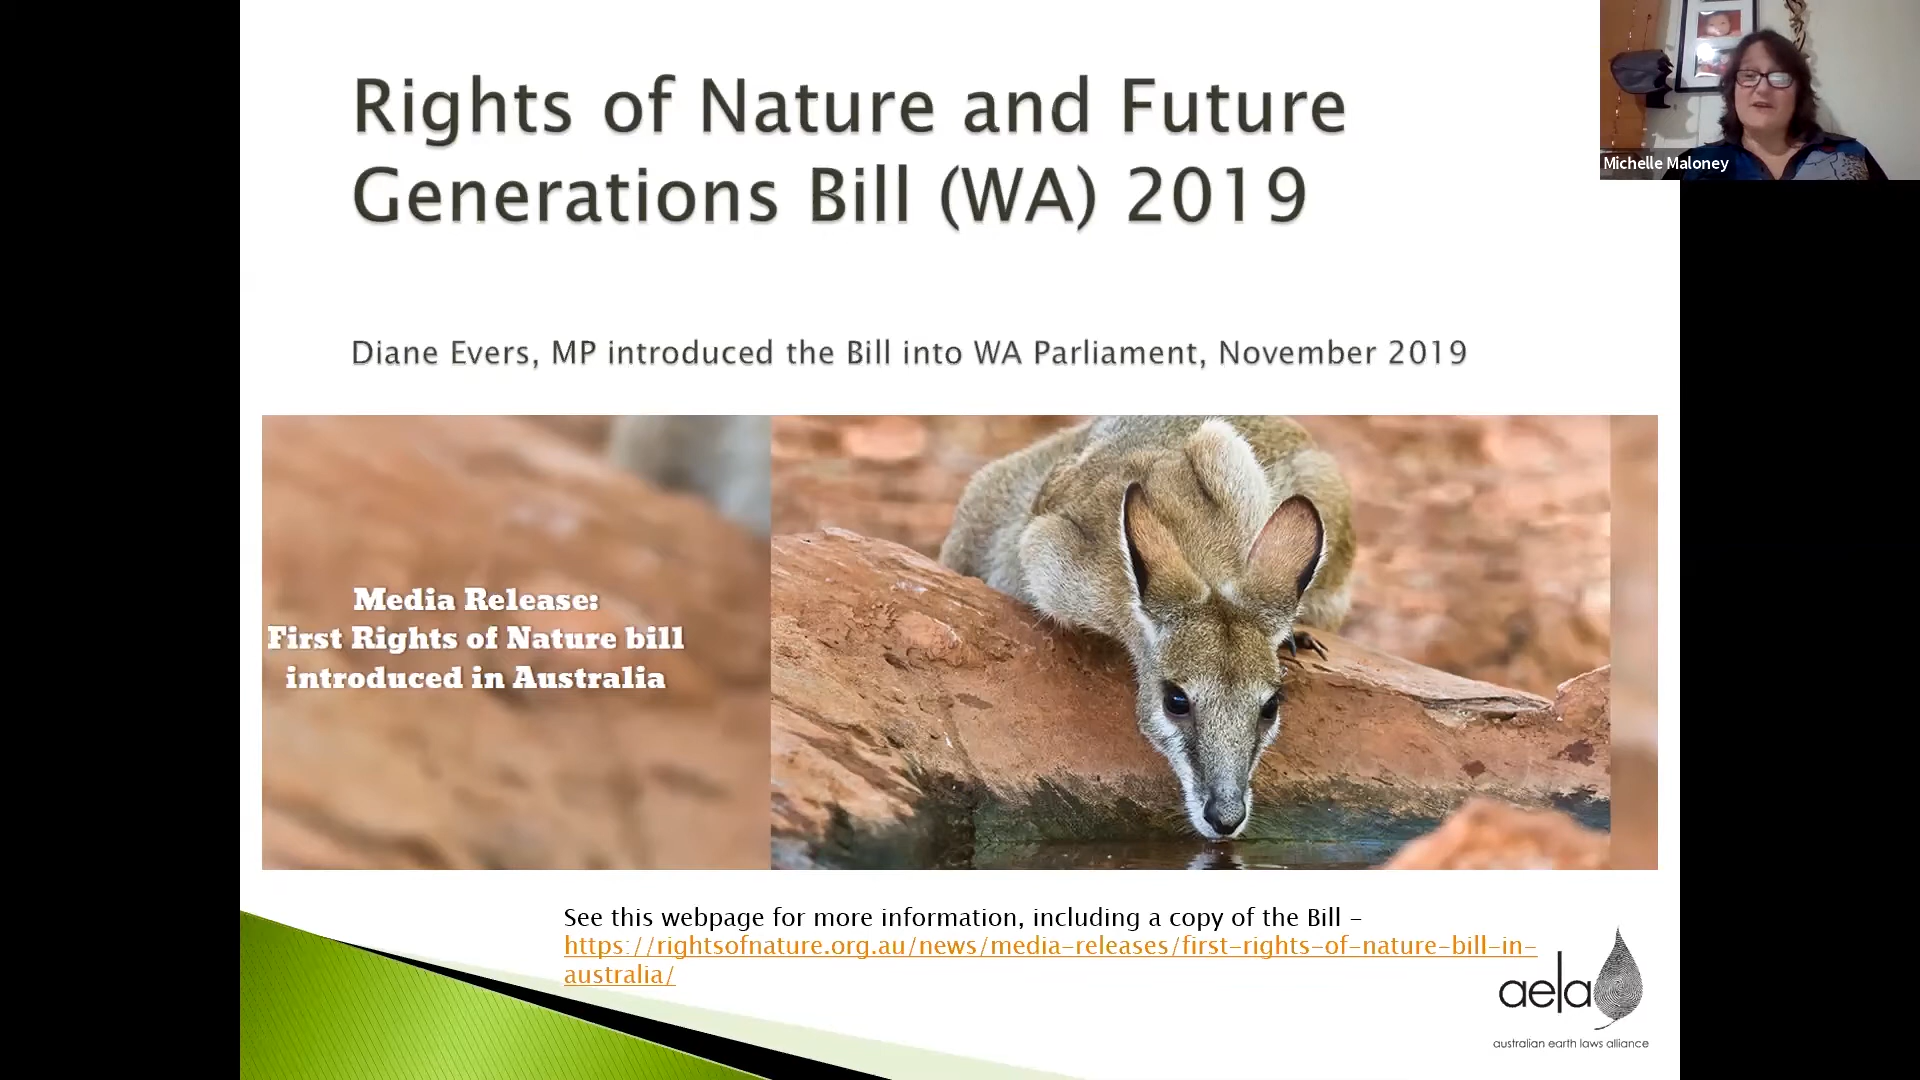 Rights of Nature and Future
Generations Bill (WA) 2019
Michelle Maloney
Diane Evers, MP introduced the Bill into WA Parliament, November 2019
Media Release:
First Rights of Nature bill
introduced in Australia
See this webpage for more information, including a copy of the Bill –
https://rightsofnature.org.au/news/media-releases/first-rights-of-nature-bill-in-
australia/
aela
australian earth laws alliance